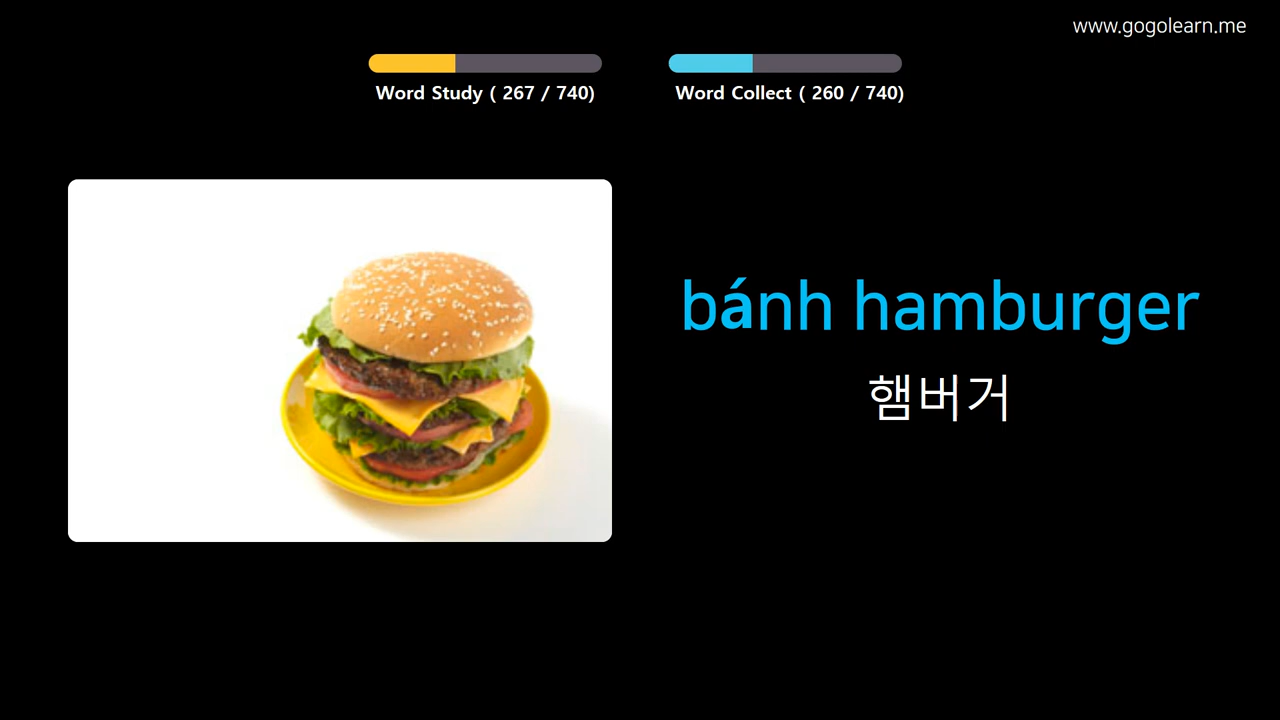 www.gogolearn.me
Word Study ( 267 / 740)
Word Collect ( 260 / 740)
bánh hamburger
햄버거